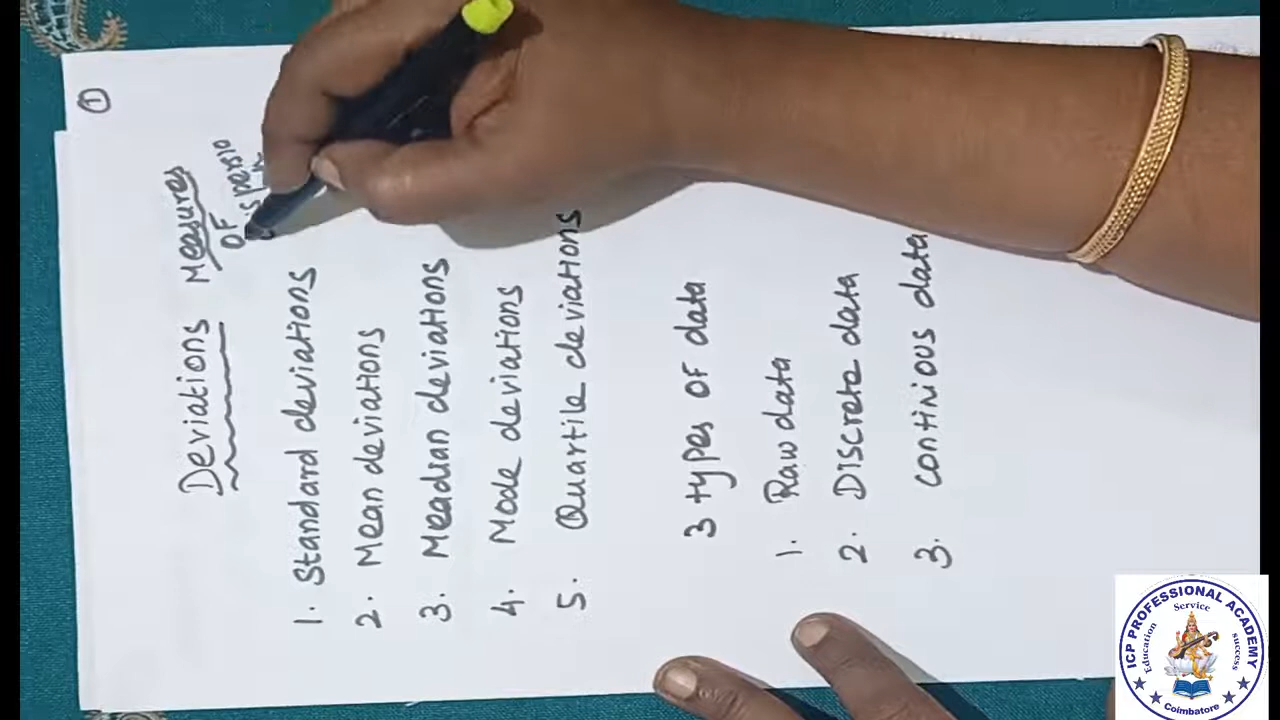 ①
Deviations Measures
OF
1. Standard deviations
2. Mean deviations
3. Meadian deviations
4. Mode deviations
5. Quartile deviations
3 types OF data
1. Raw data
2. Discrete data
3. continious data
ICP PROFESSIONAL ACADEMY
Service
Education
success
Coimbatore